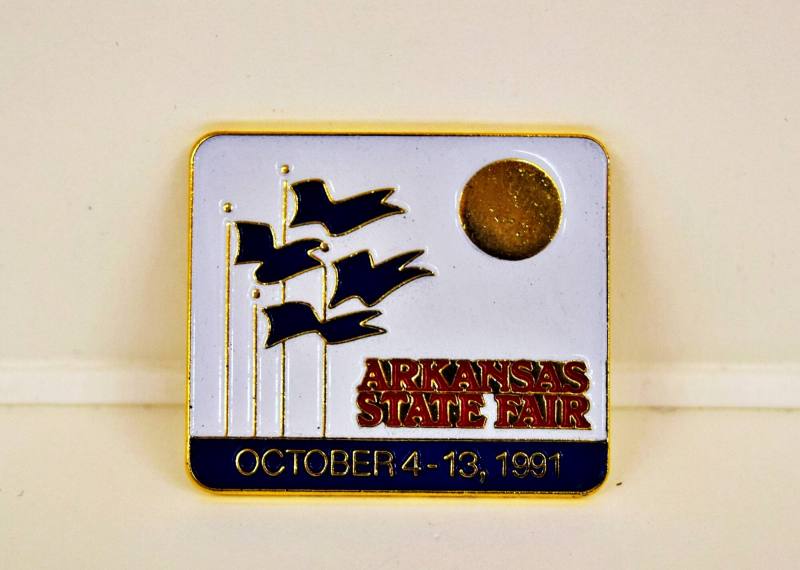 ARKANSAS
STATE FAIR
OCTOBER 4-13, 1991